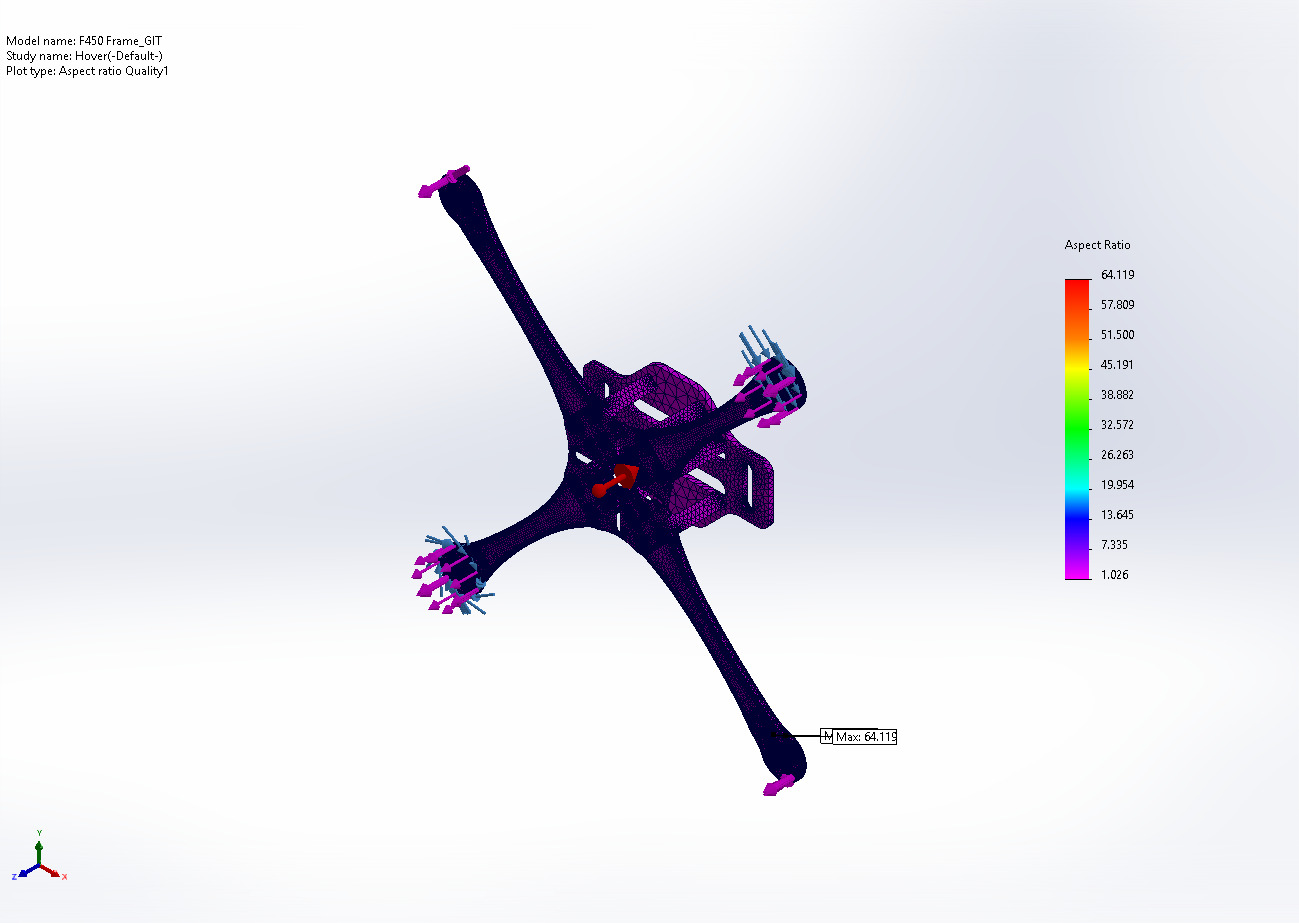 Model name: F450 Frame_GIT
Study name: Hover(-Default-)
Plot type: Aspect ratio Quality1
Aspect Ratio
64.119
57.809
51.500
45.191
38.882
32.572
26.263
19.954
13.645
7.335
1.026
M Max: 64.119
Y
Z
X